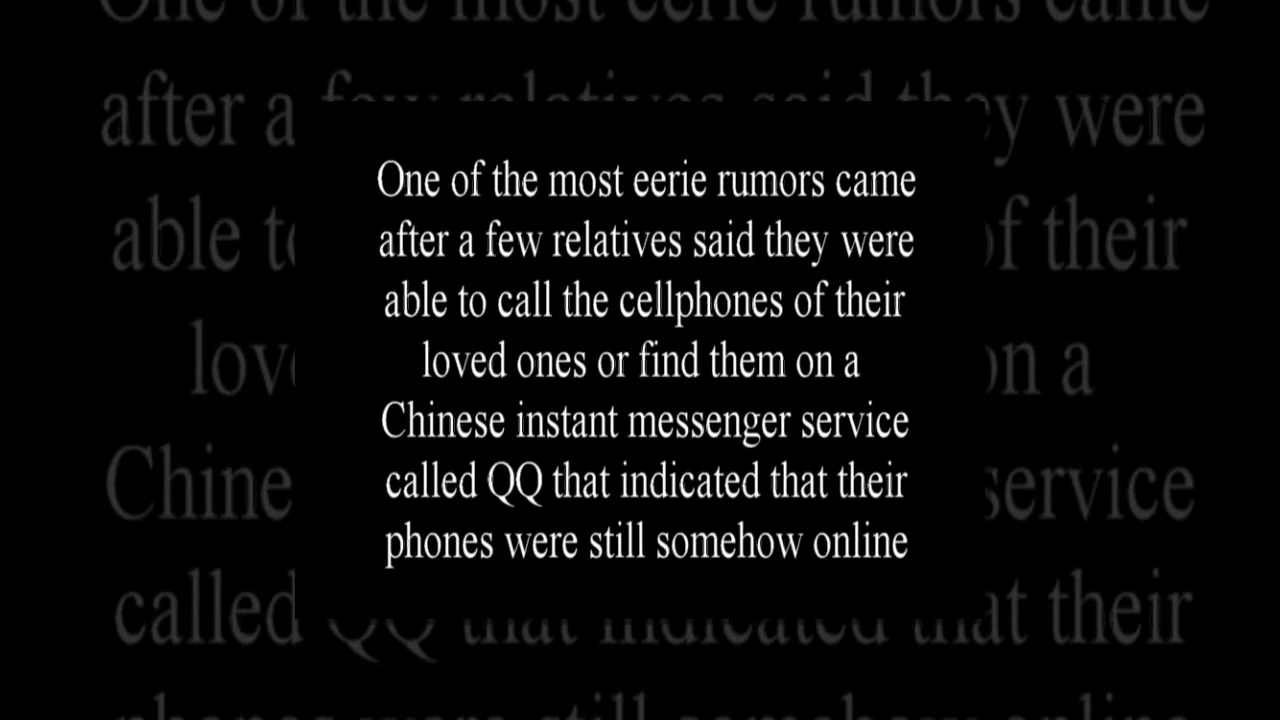 One of the most eerie rumors came
after a few relatives said they were
able to call the cellphones of their
loved ones or find them on a
Chinese instant messenger service
called QQ that indicated that their
phones were still somehow online